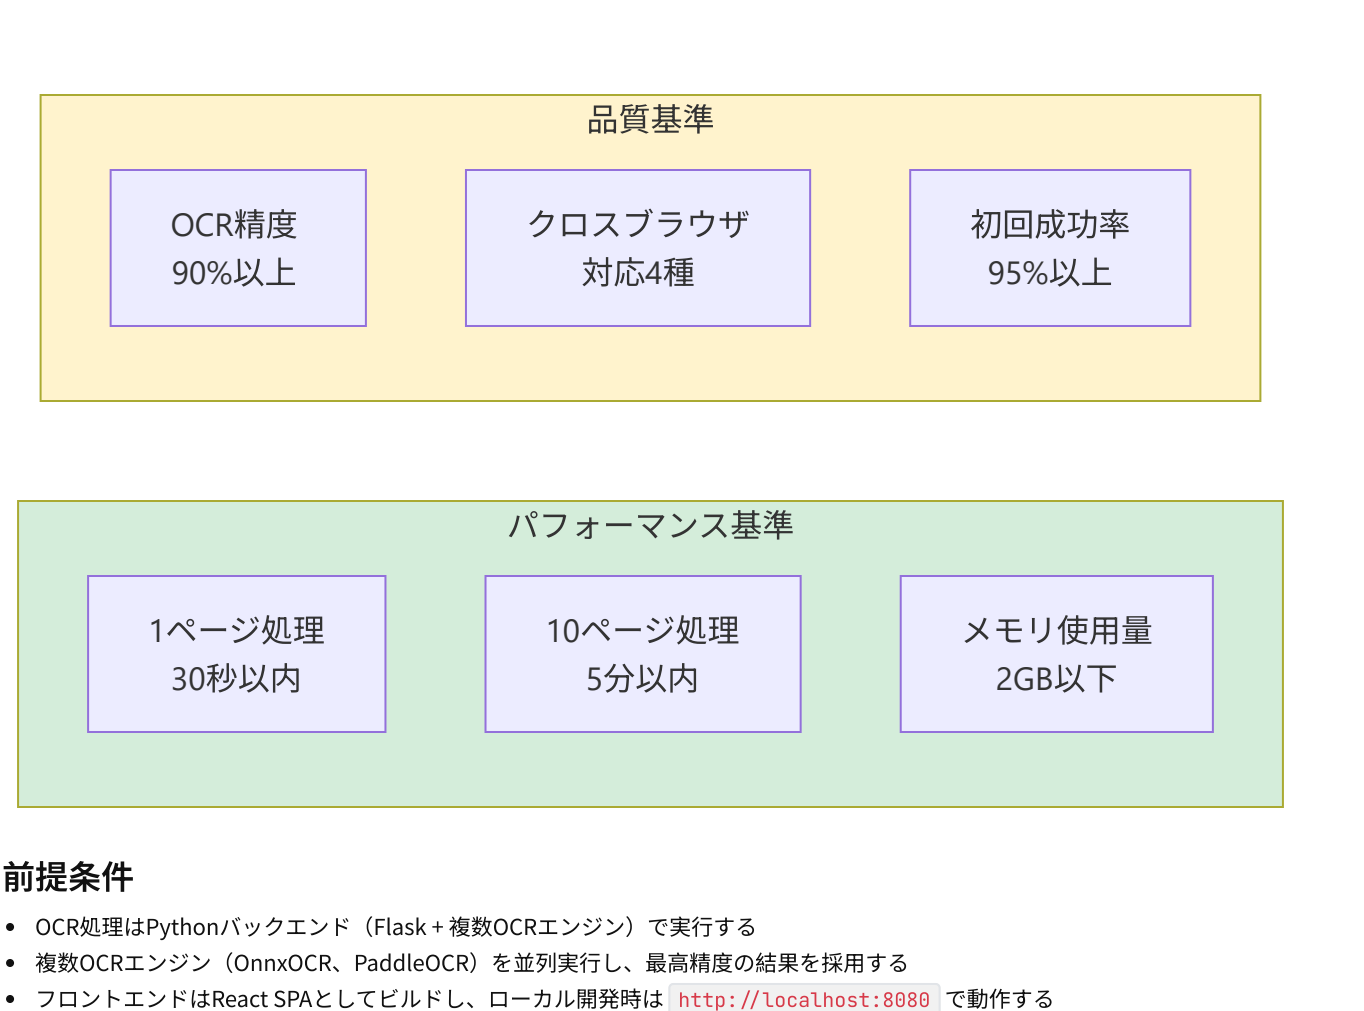 品質基準
OCR精度
90%以上
クロスブラウザ
対応4種
初回成功率
95%以上
パフォーマンス基準
1ページ処理
30秒以内
10ページ処理
5分以内
メモリ使用量
2GB以下
前提条件
• OCR処理はPythonバックエンド（Flask + 複数OCRエンジン）で実行する
• 複数OCRエンジン（OnnxOCR、PaddleOCR）を並列実行し、最高精度の結果を採用する
• フロントエンドはReact SPAとしてビルドし、ローカル開発時は http://localhost:8080 で動作する